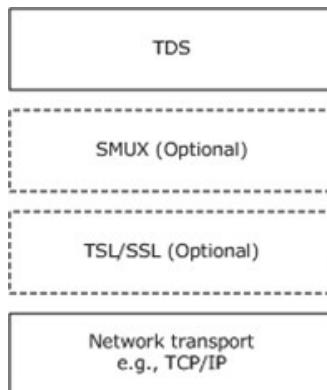 TDS
SMUX (Optional)
TSL/SSL (Optional)
Network transport
e.g., TCP/IP